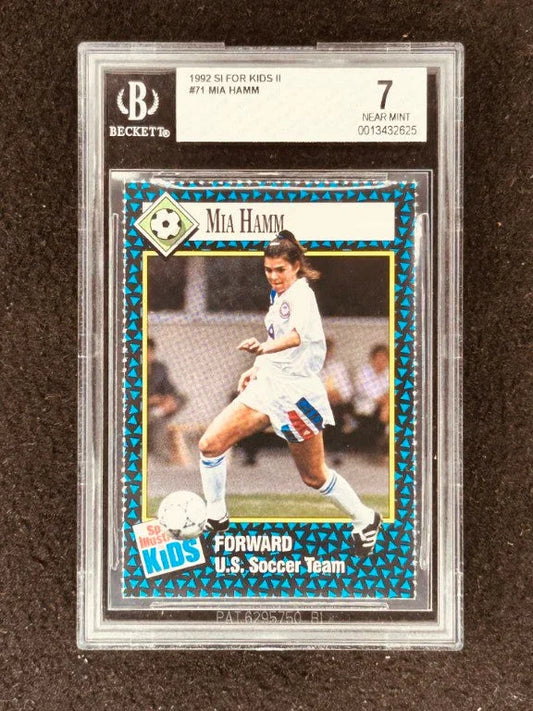 1992 SI FOR KIDS II
#71 MIA HAMM
7
NEAR MINT
0013432625
B
BECKETT®
MIA HAMM
KIDS
FORWARD
U.S. Soccer Team